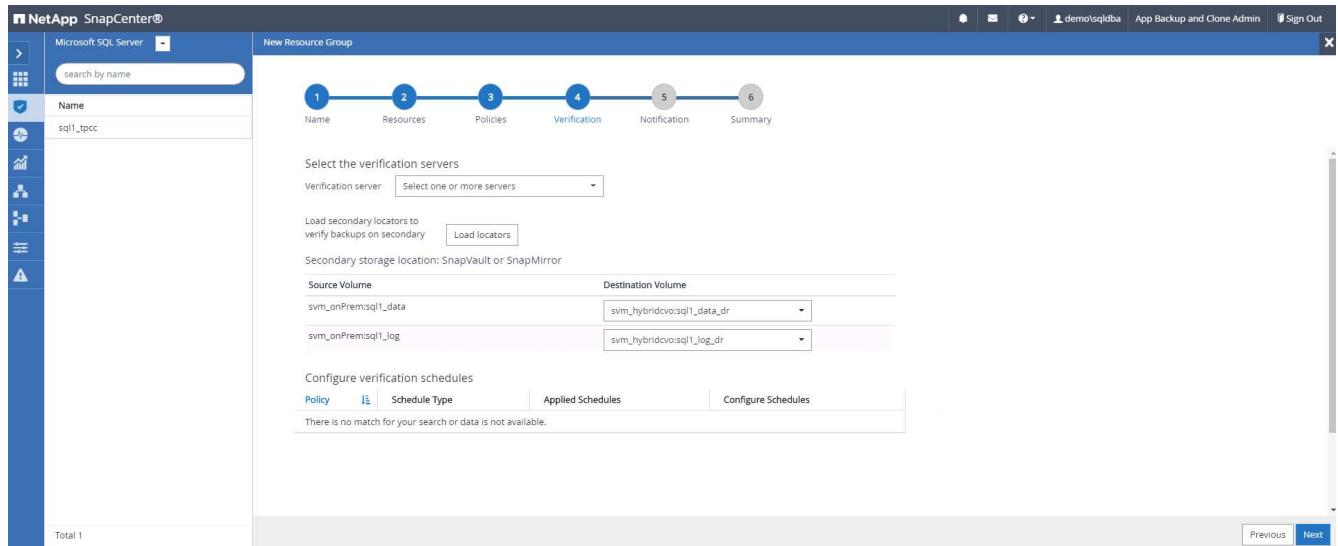 NetApp SnapCenter®
demo\sqldba App Backup and Clone Admin Sign Out
Microsoft SQL Server
search by name
Name
sql1_tpcc
Total 1
New Resource Group
1 2 3 4 5 6
Name Resources Policies Verification Notification Summary
Select the verification servers
Verification server Select one or more servers
Load secondary locators to
verify backups on secondary Load locators
Secondary storage location: SnapVault or SnapMirror
Source Volume Destination Volume
svm_onPrem:sql1_data svm_hybridcvo:sql1_data_dr
svm_onPrem:sql1_log svm_hybridcvo:sql1_log_dr
Configure verification schedules
Policy Schedule Type Applied Schedules Configure Schedules
There is no match for your search or data is not available.
Previous Next